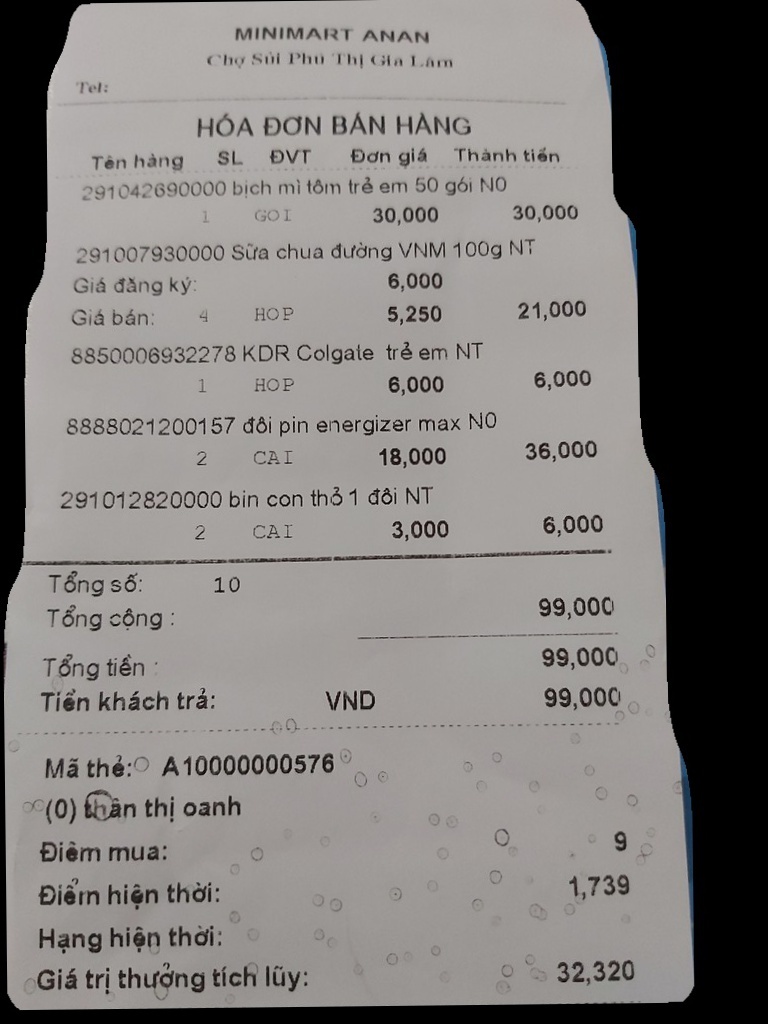 MINIMART ANAN
Chợ Sủi Phú Thị Gia Lâm
Tel:
HÓA ĐƠN BÁN HÀNG
Tên hàng SL ĐVT Đơn giá Thành tiền
291042690000 bịch mì tôm trẻ em 50 gói N0
1 GOI 30,000 30,000
291007930000 Sữa chua đường VNM 100g NT
Giá đăng ký: 6,000
Giá bán: 4 HOP 5,250 21,000
8850006932278 KDR Colgate trẻ em NT
1 HOP 6,000 6,000
8888021200157 đôi pin energizer max N0
2 CAI 18,000 36,000
291012820000 bin con thỏ 1 đôi NT
2 CAI 3,000 6,000
Tổng số: 10
Tổng cộng : 99,000
Tổng tiền : 99,000
Tiền khách trả: VND 99,000
Mã thẻ: A10000000576
(0) thân thị oanh
Điểm mua: 9
Điểm hiện thời: 1,739
Hạng hiện thời:
Giá trị thưởng tích lũy: 32,320